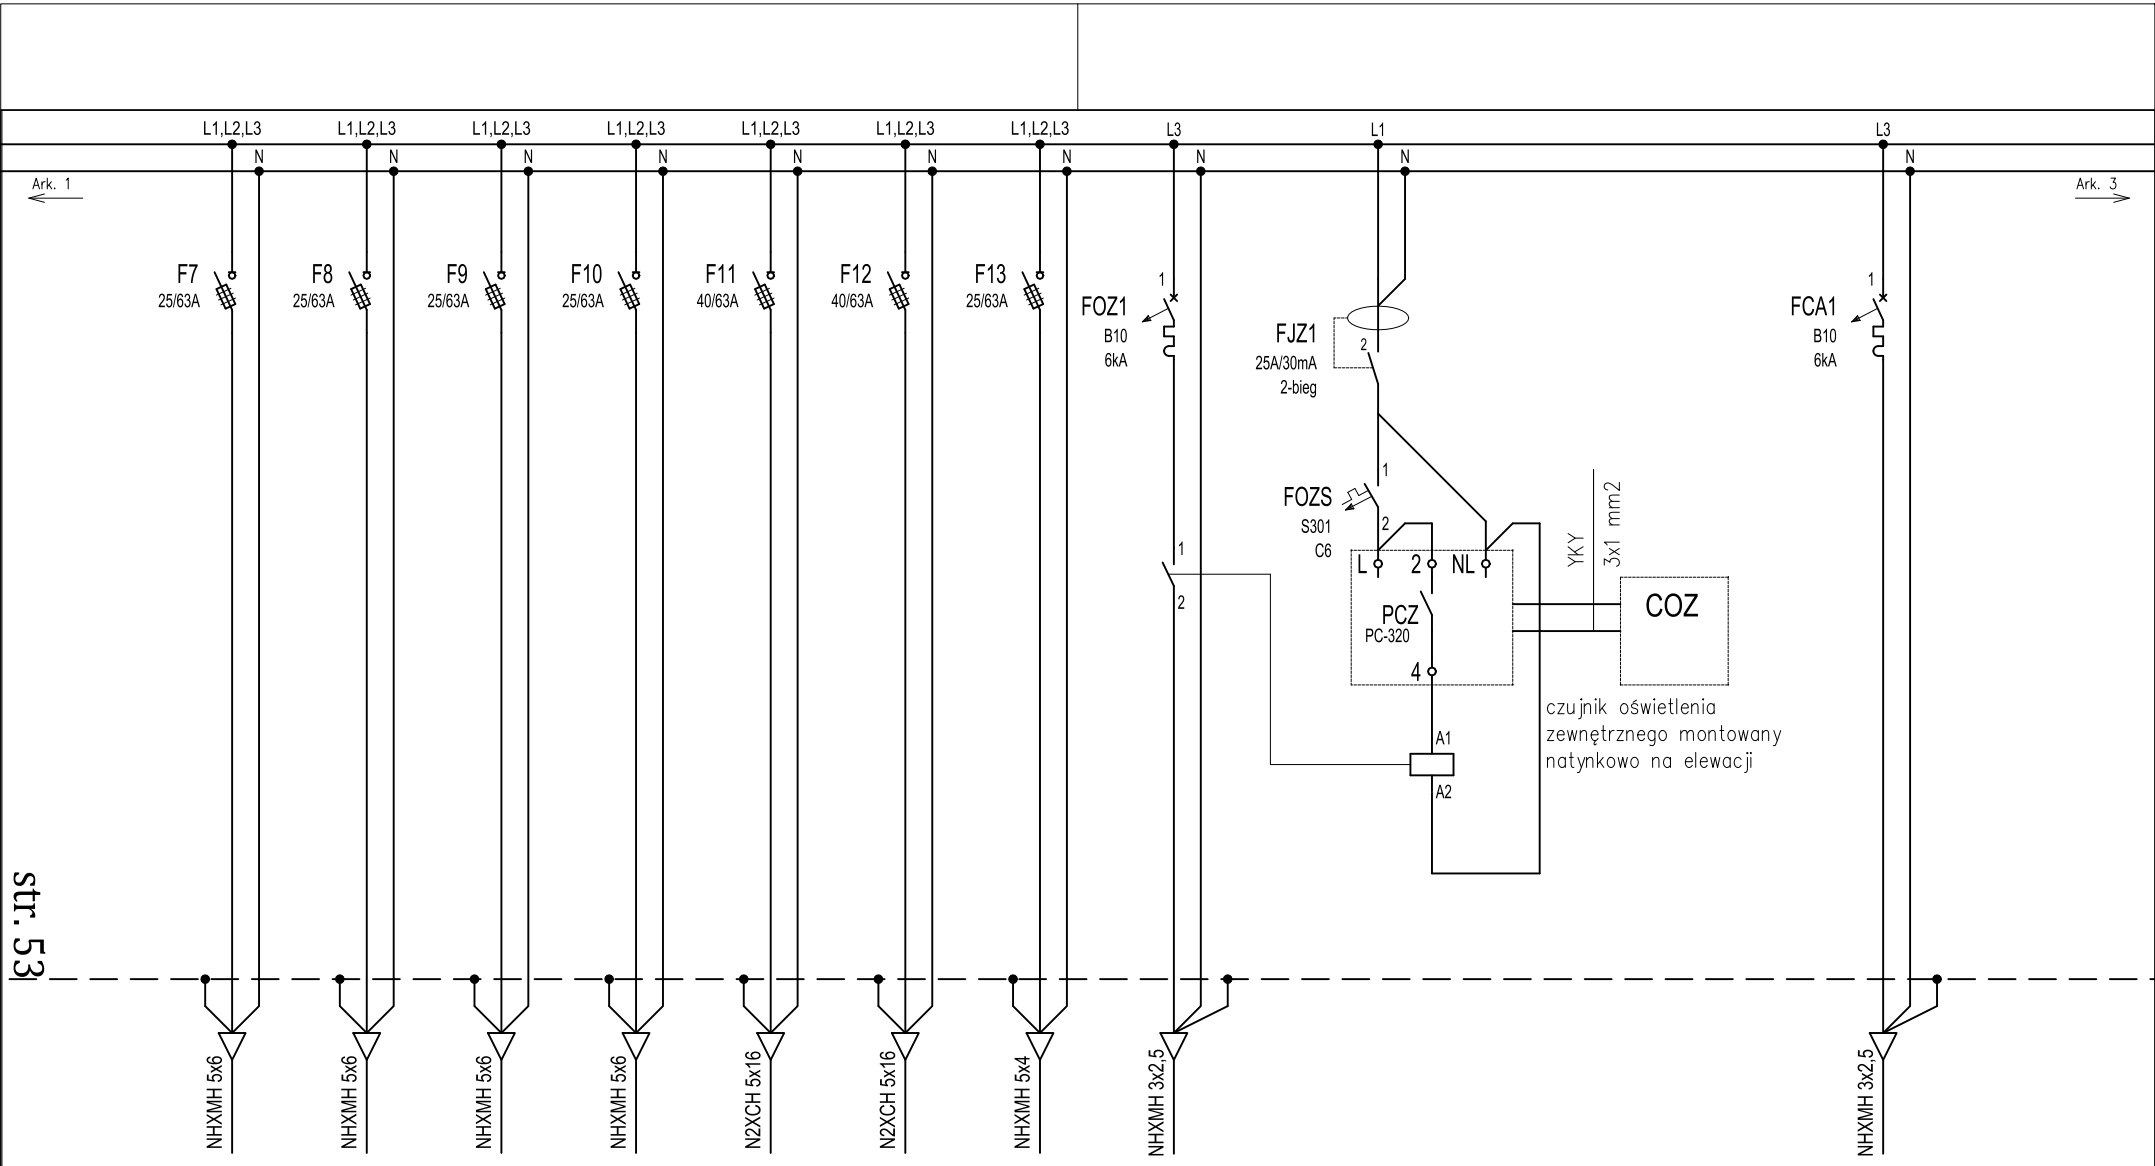 L1,L2,L3 L1,L2,L3 L1,L2,L3 L1,L2,L3 L1,L2,L3 L1,L2,L3 L1,L2,L3 L3 L1 L3
N N N N N N N N N N
Ark. 1
Ark. 3
F7
25/63A
F8
25/63A
F9
25/63A
F10
25/63A
F11
40/63A
F12
40/63A
F13
25/63A
1
FOZ1
B10
6kA
1
2
FJZ1
25A/30mA
2-bieg
2
1
FOZS
S301
C6
2
L 2 NL
PCZ
PC-320
4
A1
A2
YKY
3x1 mm2
COZ
czujnik oświetlenia
zewnętrznego montowany
natynkowo na elewacji
1
FCA1
B10
6kA
str. 53
NHXMH 5x6
NHXMH 5x6
NHXMH 5x6
NHXMH 5x6
N2XCH 5x16
N2XCH 5x16
NHXMH 5x4
NHXMH 3x2,5
NHXMH 3x2,5